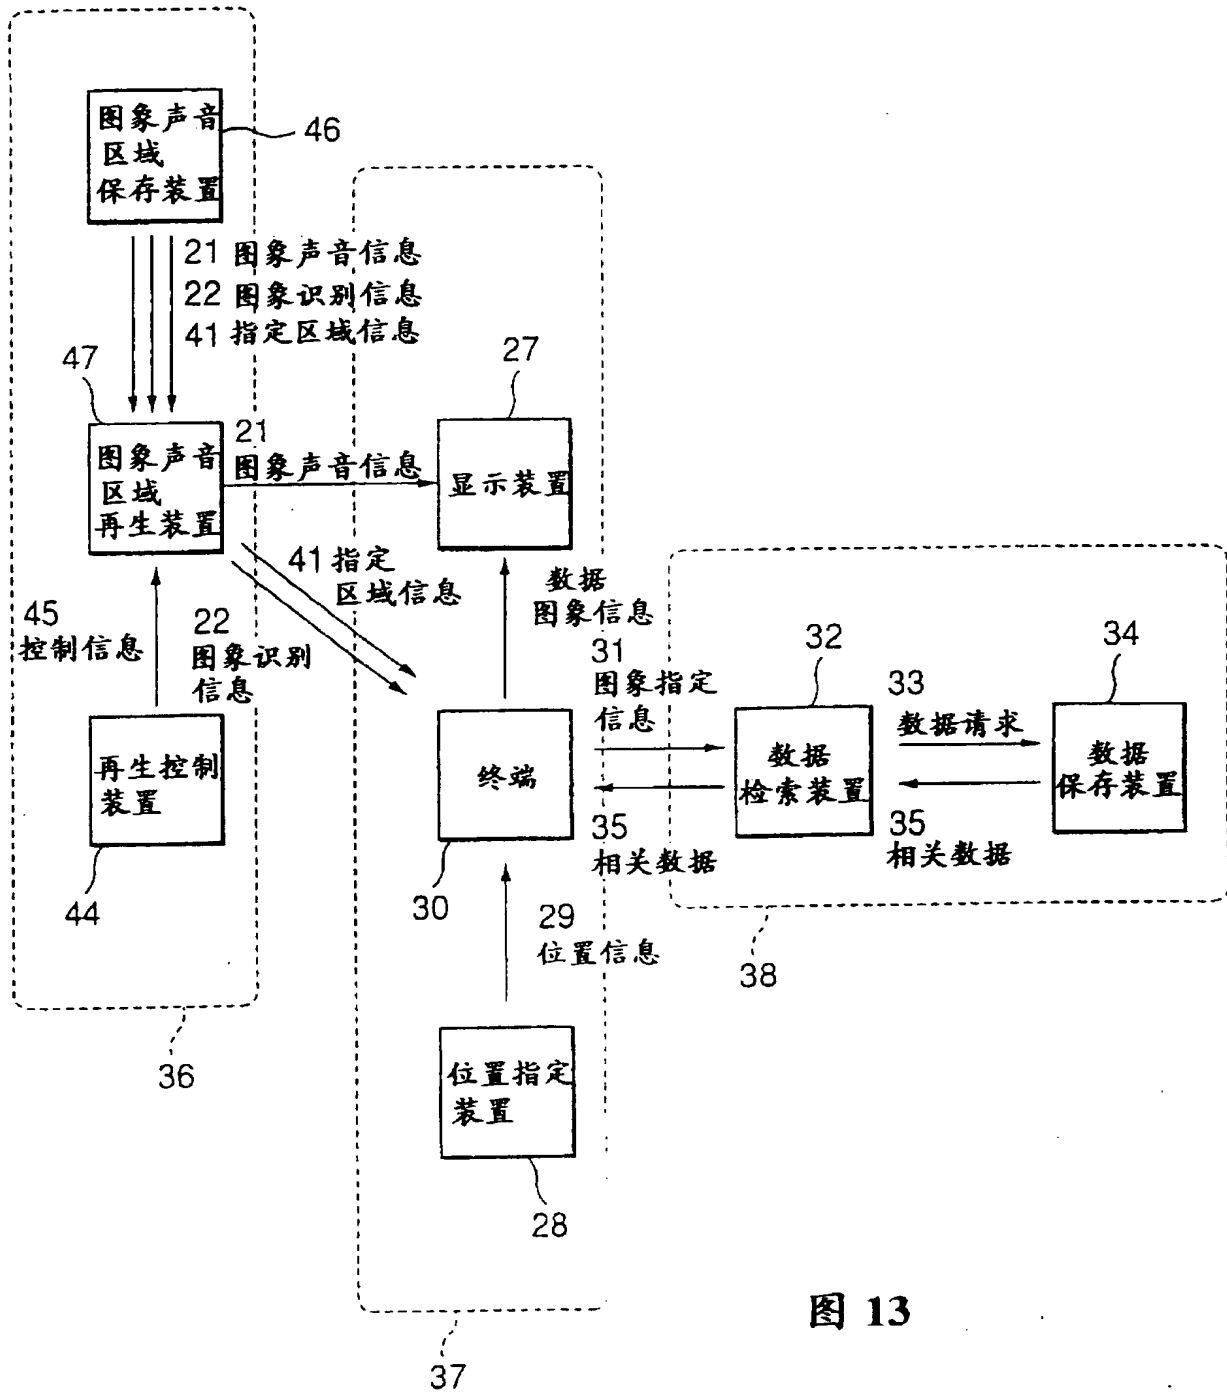 图象声音
区域
保存装置
46
21 图象声音信息
22 图象识别信息
41 指定区域信息
47
图象声音
区域
再生装置
21
图象声音信息
27
显示装置
41 指定
区域信息
数据
图象信息
45
控制信息
22
图象识别
信息
再生控制
装置
44
终端
30
31
图象指定
信息
35
相关数据
32
数据
检索装置
33
数据请求
35
相关数据
34
数据
保存装置
29
位置信息
38
36
位置指定
装置
28
37
图 13